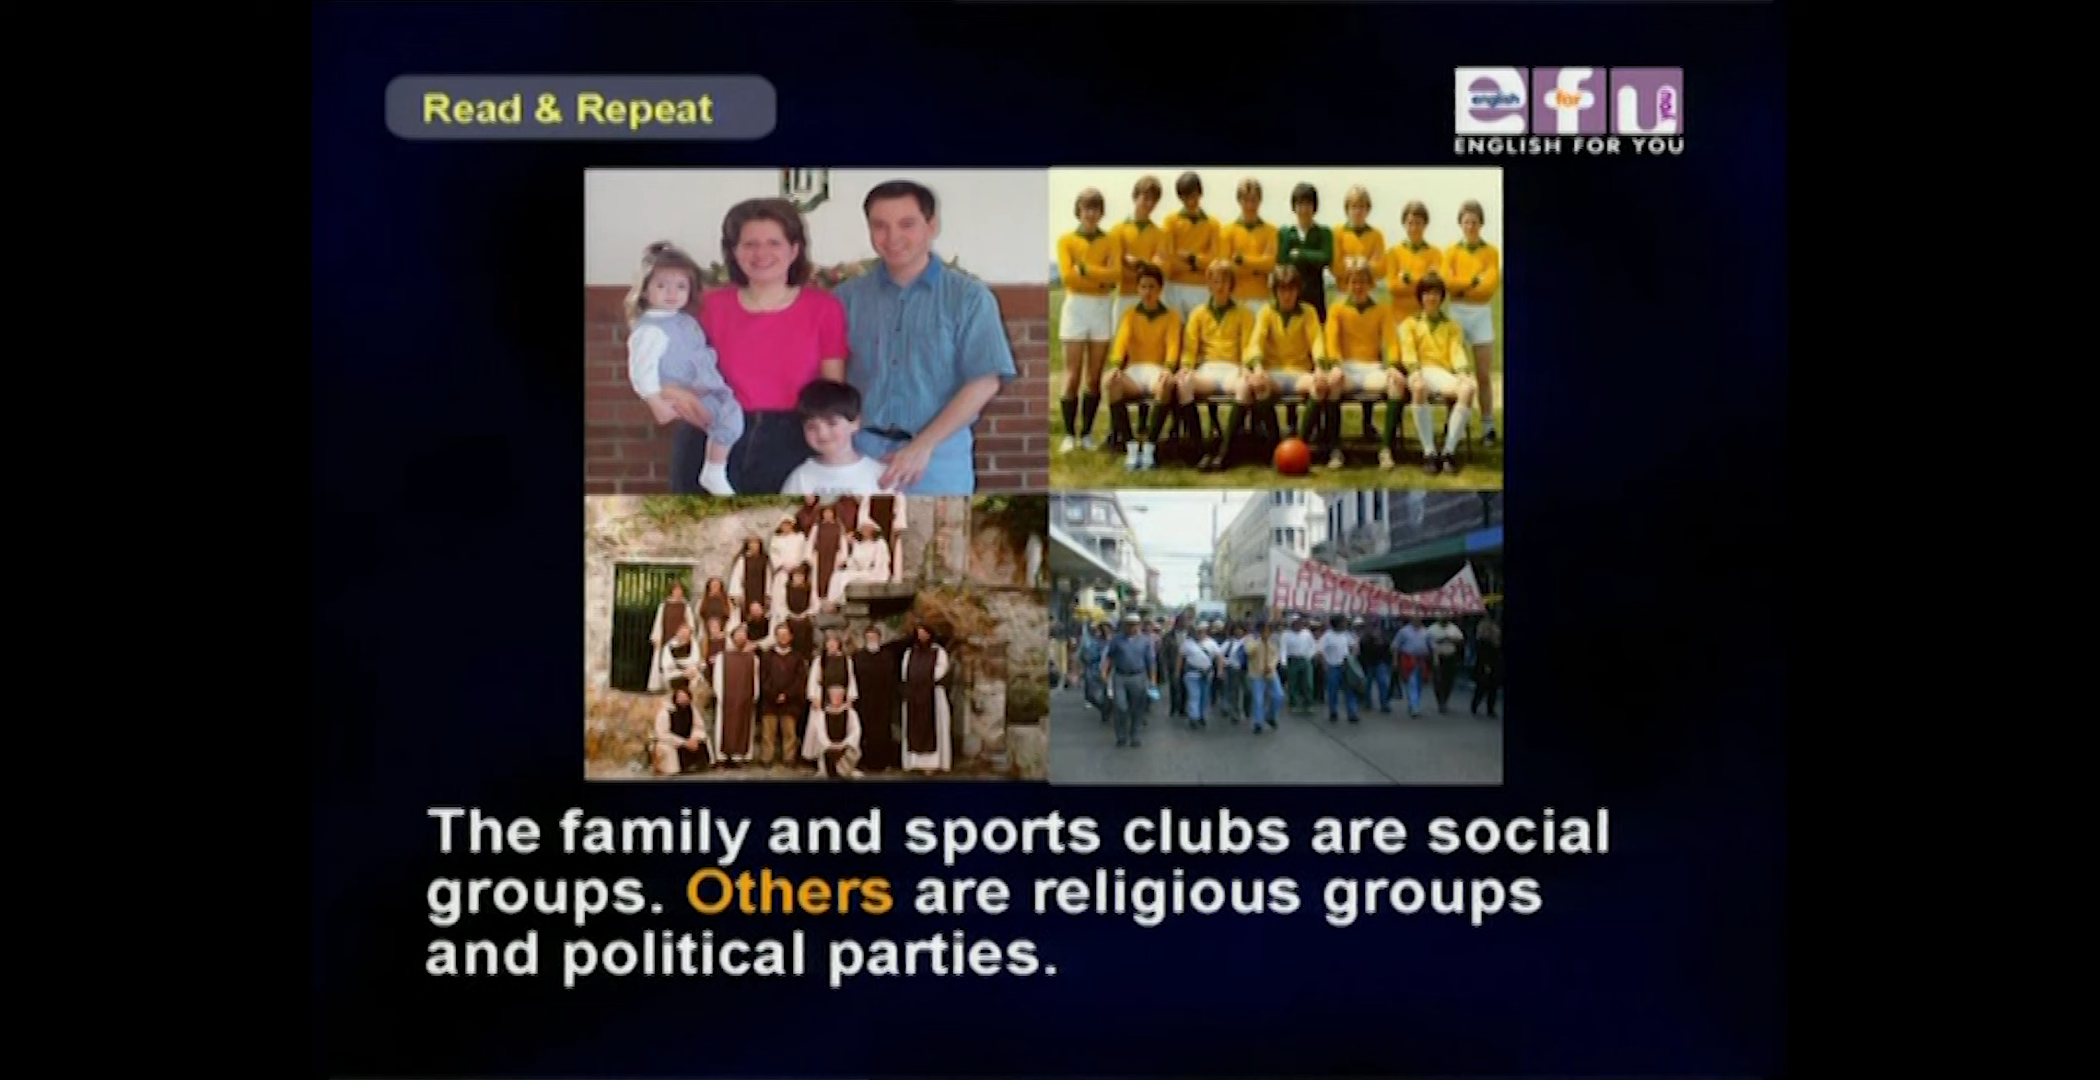 Read & Repeat
english for you
ENGLISH FOR YOU
The family and sports clubs are social
groups. Others are religious groups
and political parties.